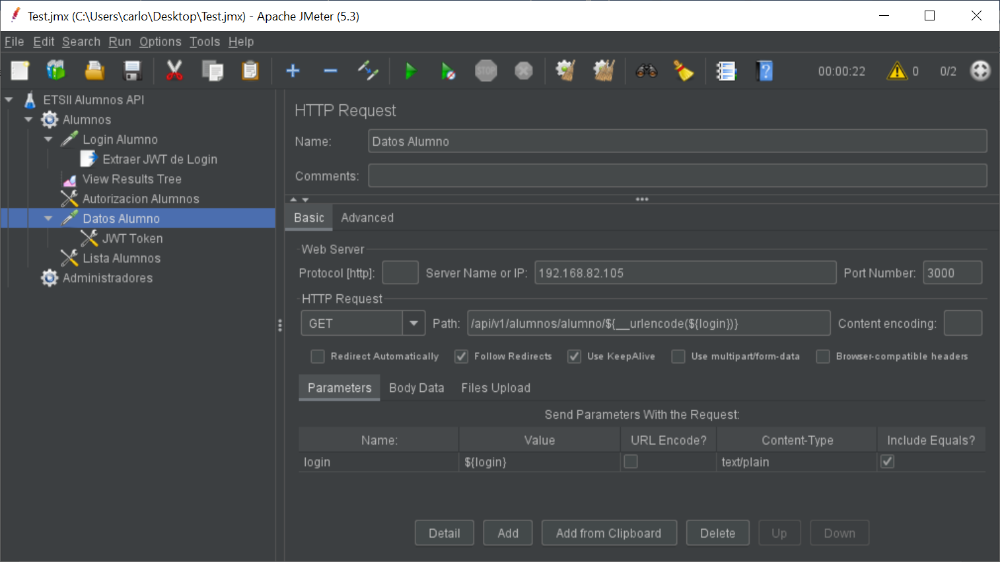 Test.jmx (C:\Users\carlo\Desktop\Test.jmx) - Apache JMeter (5.3)
File Edit Search Run Options Tools Help
STOP 00:00:22 0 0/2
ETSII Alumnos API
Alumnos
Login Alumno
Extraer JWT de Login
View Results Tree
Autorizacion Alumnos
Datos Alumno
JWT Token
Lista Alumnos
Administradores
HTTP Request
Name: Datos Alumno
Comments:
Basic Advanced
Web Server
Protocol [http]: Server Name or IP: 192.168.82.105 Port Number: 3000
HTTP Request
GET Path: /api/v1/alumnos/alumno/${__urlencode(${login})} Content encoding:
Redirect Automatically Follow Redirects Use KeepAlive Use multipart/form-data Browser-compatible headers
Parameters Body Data Files Upload
Send Parameters With the Request:
Name: Value URL Encode? Content-Type Include Equals?
login ${login} text/plain
Detail Add Add from Clipboard Delete Up Down